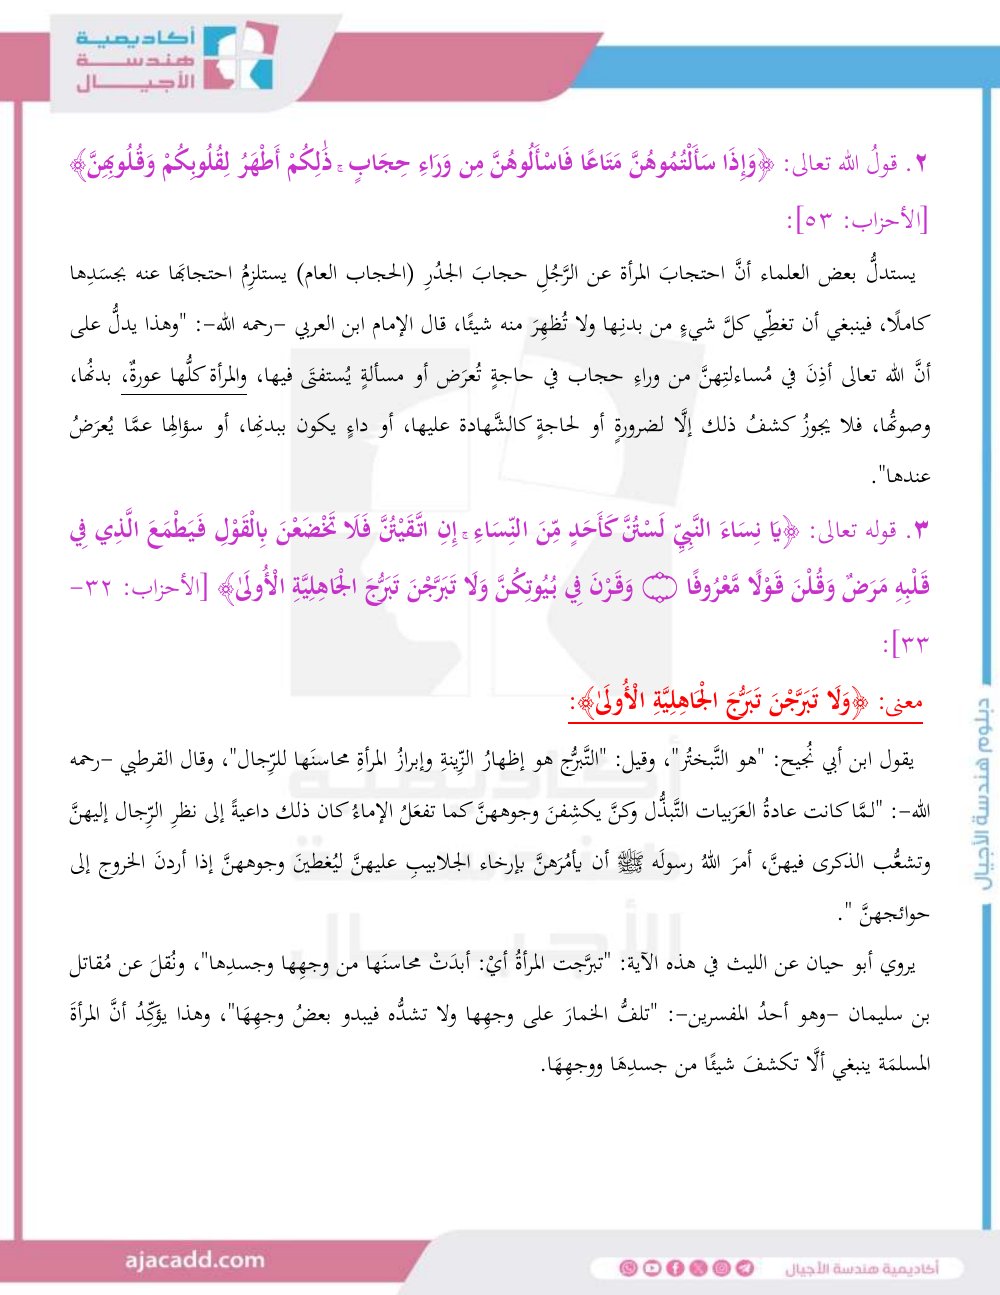 أكاديمية
هندسة
الأجيال
٢. قولُ الله تعالى: ﴿وَإِذَا سَأَلْتُمُوهُنَّ مَتَاعًا فَاسْأَلُوهُنَّ مِن وَرَاءِ حِجَابٍ ۚ ذَٰلِكُمْ أَطْهَرُ لِقُلُوبِكُمْ وَقُلُوبِهِنَّ﴾
[الأحزاب: ٥٣]:
يستدلُّ بعض العلماء أنَّ احتجابَ المرأة عن الرَّجُلِ حجابَ الجدُرِ (الحجاب العام) يستلزمُ احتجابَها عنه بجسَدِها
كاملًا، فينبغي أن تغطِّي كلَّ شيءٍ من بدنِها ولا تُظهِرَ منه شيئًا، قال الإمام ابن العربي -رحمه الله-: "وهذا يدلُّ على
أنَّ الله تعالى أذِنَ في مُساءلتِهنَّ من وراءِ حجاب في حاجةٍ تُعرَض أو مسألةٍ يُستفتَى فيها، والمرأة كلُّها عورةٌ، بدنُها،
وصوتُها، فلا يجوزُ كشفُ ذلك إلَّا لضرورةٍ أو لحاجةٍ كالشَّهادة عليها، أو داءٍ يكون ببدنِها، أو سؤالِها عمَّا يُعرَضُ
عندها".
٣. قوله تعالى: ﴿يَا نِسَاءَ النَّبِيِّ لَسْتُنَّ كَأَحَدٍ مِّنَ النِّسَاءِ ۚ إِنِ اتَّقَيْتُنَّ فَلَا تَخْضَعْنَ بِالْقَوْلِ فَيَطْمَعَ الَّذِي فِي
قَلْبِهِ مَرَضٌ وَقُلْنَ قَوْلًا مَّعْرُوفًا ۝ وَقَرْنَ فِي بُيُوتِكُنَّ وَلَا تَبَرَّجْنَ تَبَرُّجَ الْجَاهِلِيَّةِ الْأُولَىٰ﴾ [الأحزاب: ٣٢-
٣٣]:
معنى: ﴿وَلَا تَبَرَّجْنَ تَبَرُّجَ الْجَاهِلِيَّةِ الْأُولَىٰ﴾:
يقول ابن أبي نُجيح: "هو التَّبختُر"، وقيل: "التَّبرُّج هو إظهارُ الزِّينةِ وإبرازُ المرأةِ محاسنَها للرِّجال"، وقال القرطبي -رحمه
الله-: "لـمَّا كانت عادةُ العَرَبيات التَّبذُّل وكنَّ يكشِفنَ وجوههنَّ كما تفعَلُ الإماءُ كان ذلك داعيةً إلى نظرِ الرِّجال إليهنَّ
وتشعُّب الذكرى فيهنَّ، أمرَ اللهُ رسولَه ﷺ أن يأمُرَهنَّ بإرخاء الجلابيبِ عليهنَّ ليُغطينَ وجوههنَّ إذا أردنَ الخروج إلى
حوائجهنَّ ".
يروي أبو حيان عن الليث في هذه الآية: "تبرَّجت المرأةُ أيْ: أبدَتْ محاسنَها من وجهِها وجسدِها"، ونُقلَ عن مُقاتل
بن سليمان -وهو أحدُ المفسرين-: "تلفُّ الخمارَ على وجهِها ولا تشدُّه فيبدو بعضُ وجهِهَا"، وهذا يؤكِّدُ أنَّ المرأةَ
المسلمَة ينبغي ألَّا تكشفَ شيئًا من جسدِهَا ووجهِهَا.
دبلوم هندسة الأجيال
ajacadd.com
أكاديمية هندسة الأجيال